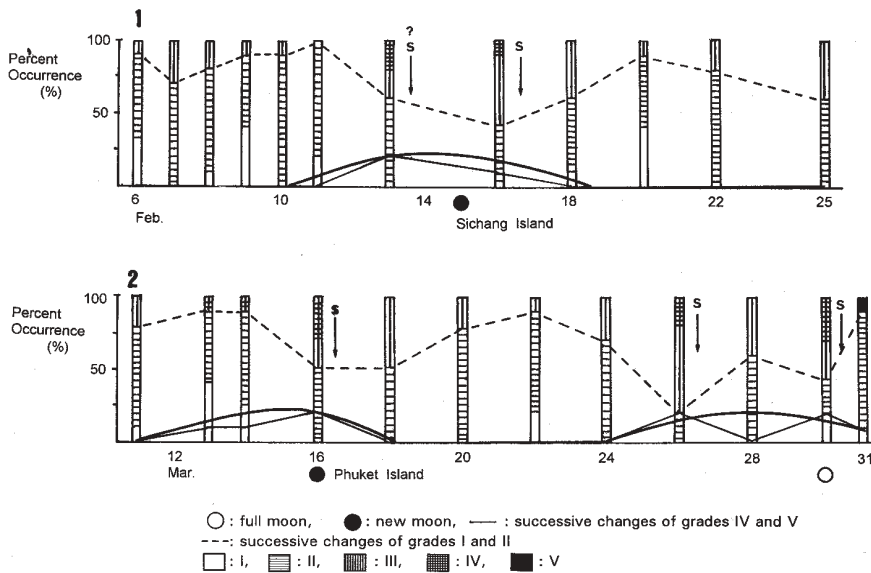 1
?
S
S
100
50
Percent
Occurrence
(%)
6
10
14
18
22
25
Feb.
Sichang Island
2
S
S
S
100
50
Percent
Occurrence
(%)
12
16
20
24
28
31
Mar.
Phuket Island
: full moon, : new moon, : successive changes of grades IV and V
: successive changes of grades I and II
: I, : II, : III, : IV, : V